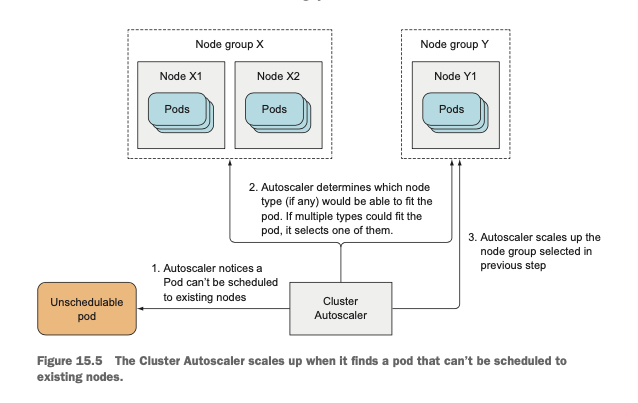 Node group X
Node group Y
Node X1
Node X2
Node Y1
Pods
Pods
Pods
2. Autoscaler determines which node
type (if any) would be able to fit the
pod. If multiple types could fit the
pod, it selects one of them.
3. Autoscaler scales up the
node group selected in
previous step
1. Autoscaler notices a
Pod can’t be scheduled
to existing nodes
Unschedulable
pod
Cluster
Autoscaler
Figure 15.5 The Cluster Autoscaler scales up when it finds a pod that can’t be scheduled to
existing nodes.